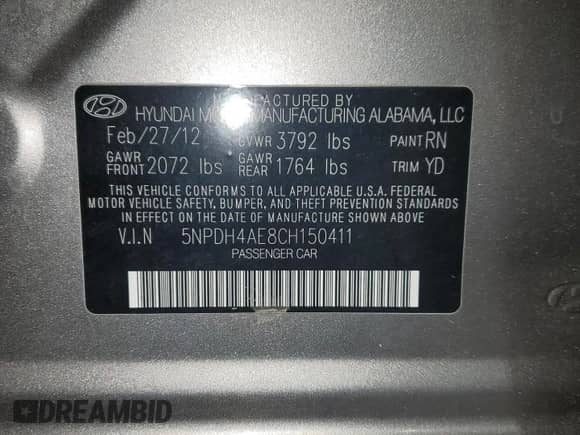 MANUFACTURED BY
HYUNDAI MOTOR MANUFACTURING ALABAMA, LLC
Feb/27/12 GVWR 3792 lbs PAINT RN
GAWR FRONT 2072 lbs GAWR REAR 1764 lbs TRIM YD
THIS VEHICLE CONFORMS TO ALL APPLICABLE U.S.A. FEDERAL
MOTOR VEHICLE SAFETY, BUMPER, AND THEFT PREVENTION STANDARDS
IN EFFECT ON THE DATE OF MANUFACTURE SHOWN ABOVE.
V.I.N 5NPDH4AE8CH150411
PASSENGER CAR
DREAMBID